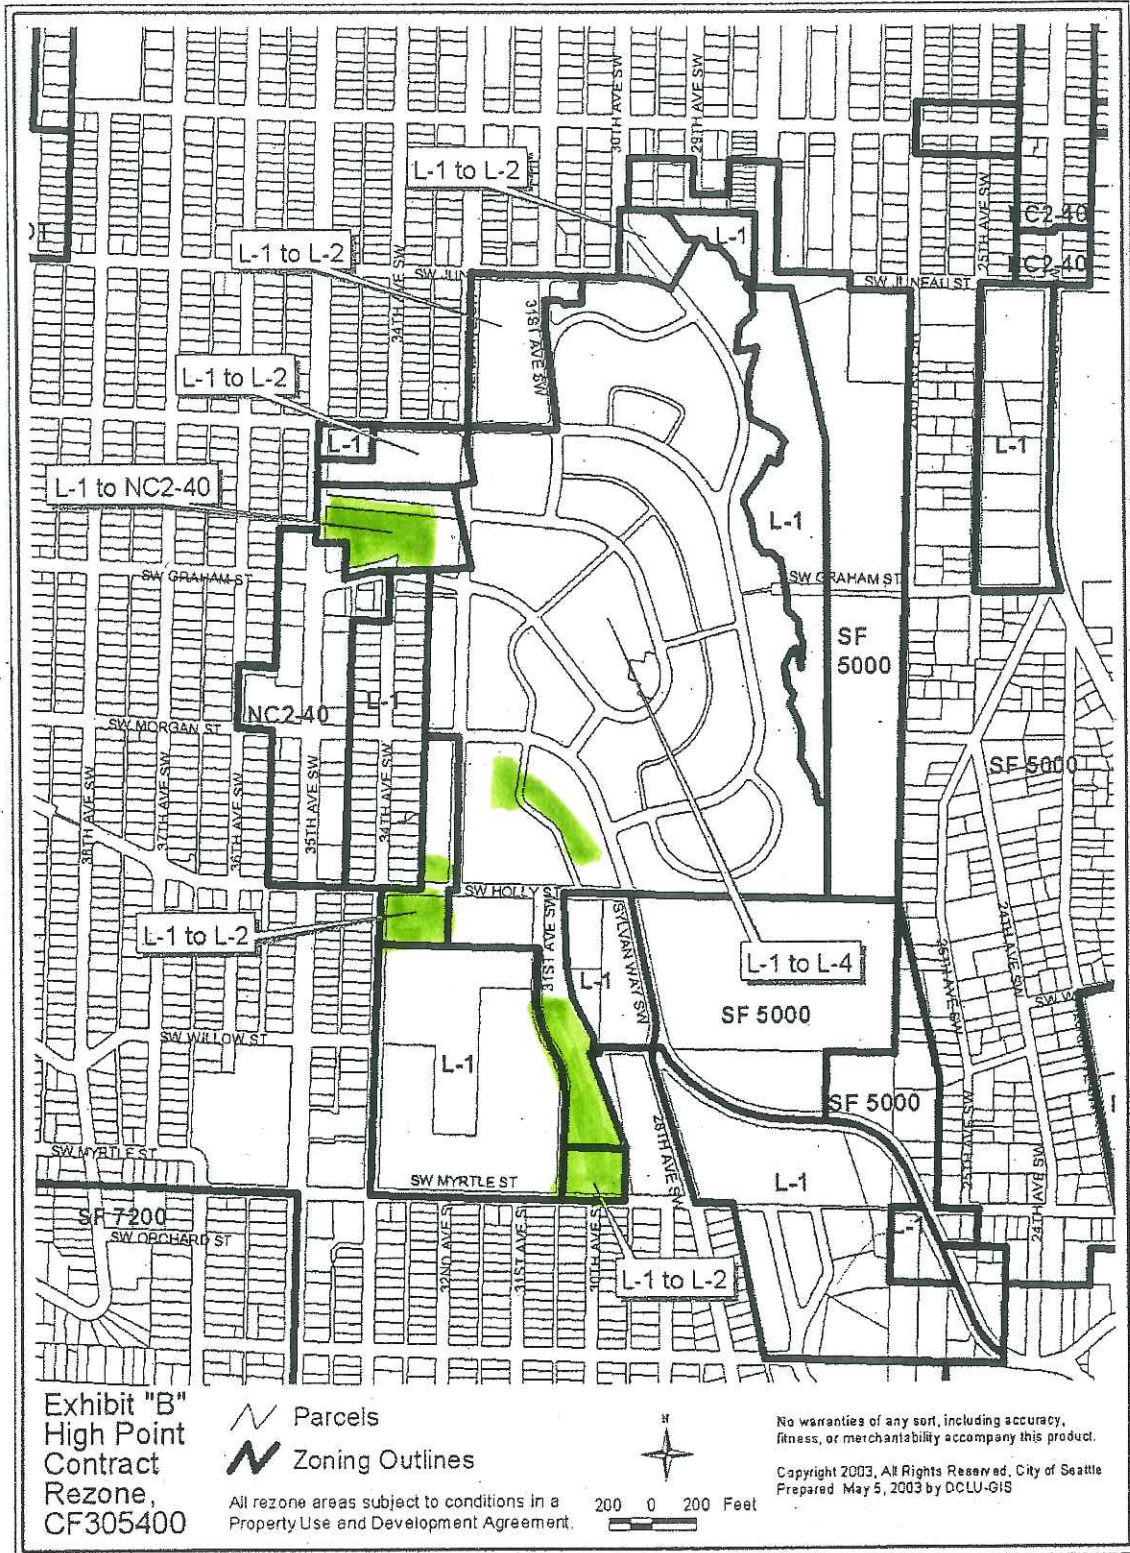 30TH AVE SW
29TH AVE SW
L-1 to L-2
25TH AVE SW
NC2-40
L-1
L-1 to L-2
34TH AVE SW
NC2-40
SW JUNEAU ST
31ST AVE SW
L-1 to L-2
L-1
L-1
L-1 to NC2-40
L-1
SW GRAHAM ST
SW GRAHAM ST
SF
5000
L-1
NC2-40
SW MORGAN ST
SF 5000
38TH AVE SW
37TH AVE SW
36TH AVE SW
35TH AVE SW
34TH AVE SW
SW HOLLY ST
L-1 to L-2
31ST AVE SW
SYLVAN WAY SW
L-1 to L-4
24TH AVE SW
25TH AVE SW
L-1
SF 5000
SW WILLOW ST
L-1
SF 5000
28TH AVE SW
25TH AVE SW
24TH AVE SW
SW MYRTLE ST
SW MYRTLE ST
L-1
SF 7200
SW ORCHARD ST
32ND AVE S
31ST AVE S
30TH AVE S
L-1 to L-2
Exhibit "B"
High Point
Contract
Rezone,
CF305400
Parcels
Zoning Outlines
All rezone areas subject to conditions in a
Property Use and Development Agreement.
N
200 0 200 Feet
No warranties of any sort, including accuracy,
fitness, or merchantability accompany this product.
Copyright 2003, All Rights Reserved, City of Seattle
Prepared May 5, 2003 by DCLU-GIS